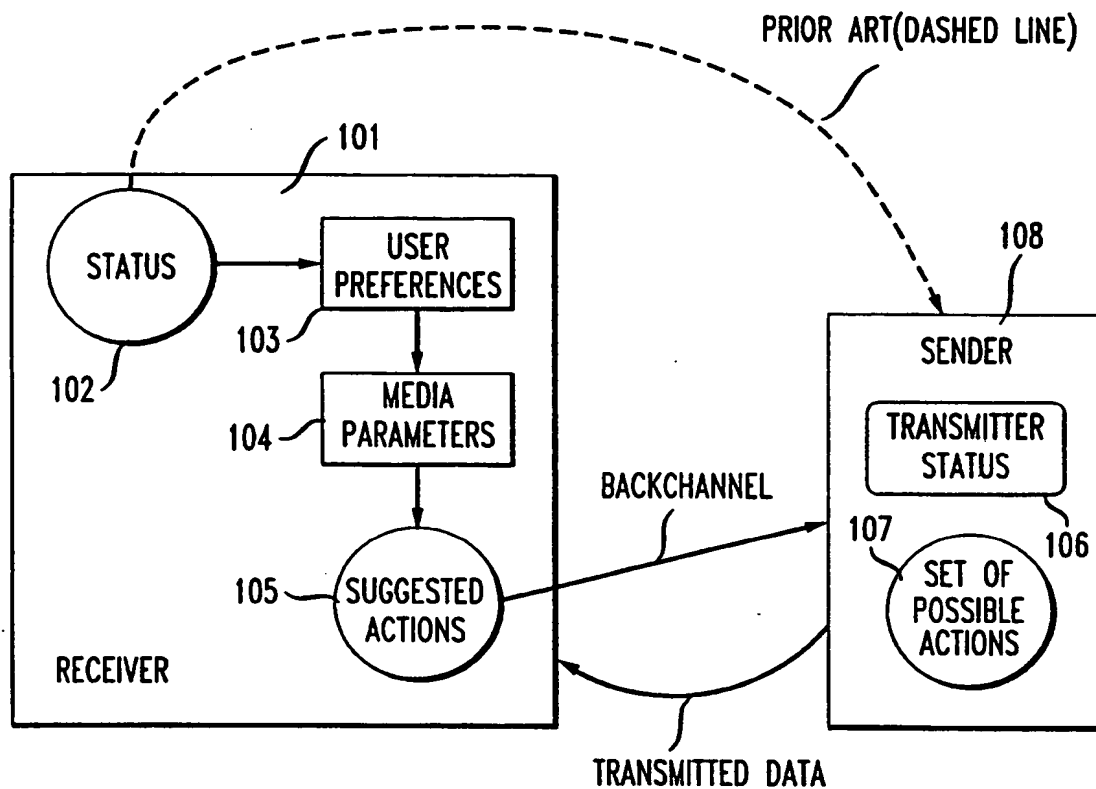 PRIOR ART(DASHED LINE)
101
STATUS
USER
PREFERENCES
103
102
MEDIA
PARAMETERS
104
105
SUGGESTED
ACTIONS
RECEIVER
BACKCHANNEL
TRANSMITTED DATA
108
SENDER
TRANSMITTER
STATUS
106
107
SET OF
POSSIBLE
ACTIONS